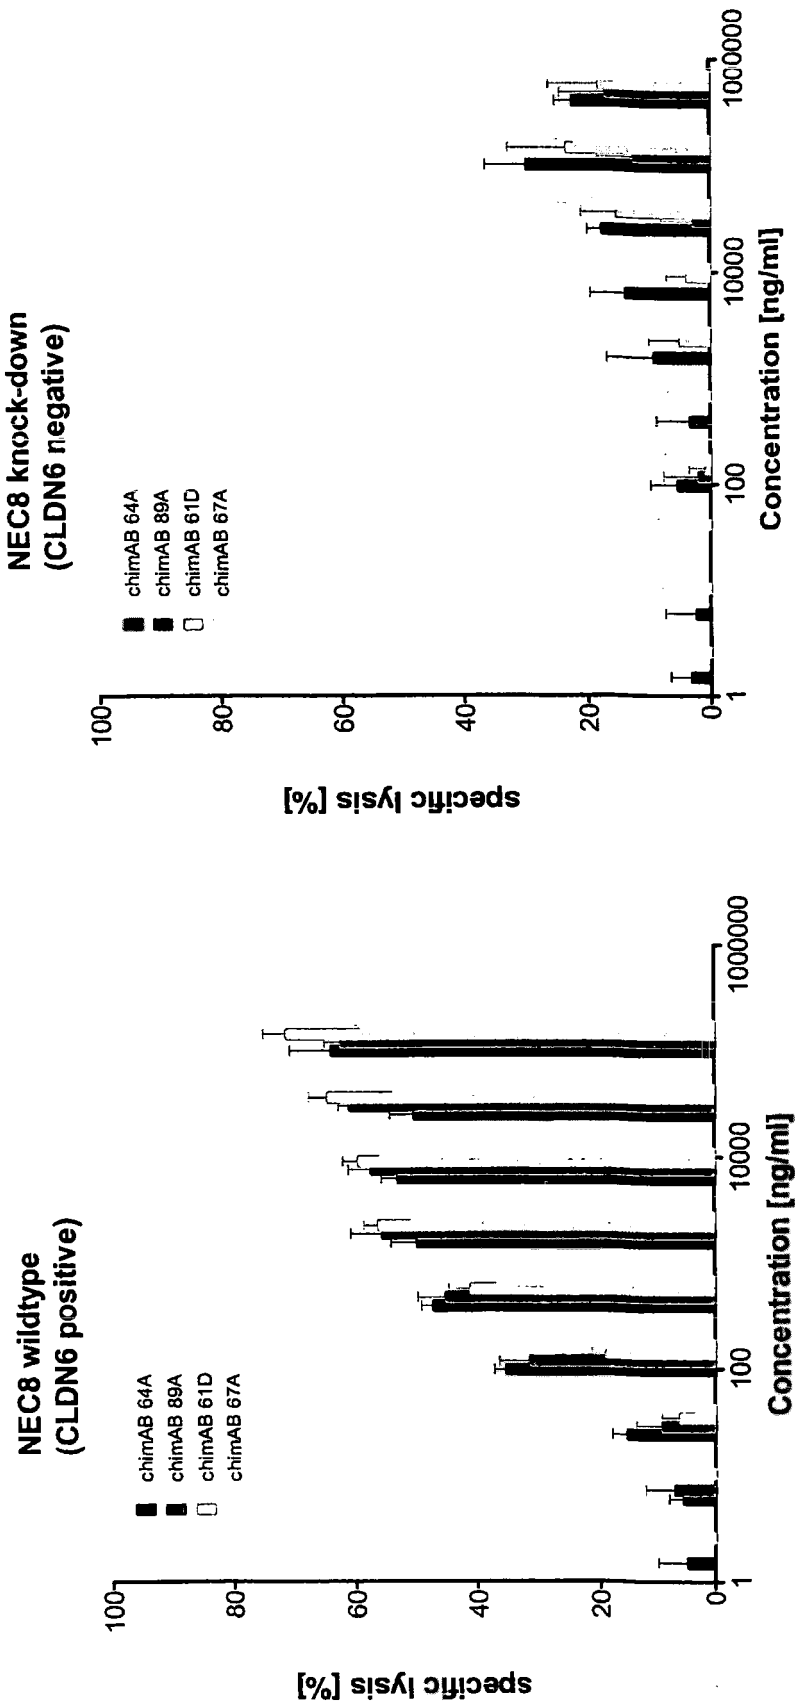 NEC8 wildtype
(CLDN6 positive)
chimAB 64A
chimAB 89A
chimAB 61D
chimAB 67A
specific lysis [%]
100
80
60
40
20
0
1
100
10000
1000000
Concentration [ng/ml]
NEC8 knock-down
(CLDN6 negative)
chimAB 64A
chimAB 89A
chimAB 61D
chimAB 67A
specific lysis [%]
100
80
60
40
20
0
1
100
10000
1000000
Concentration [ng/ml]